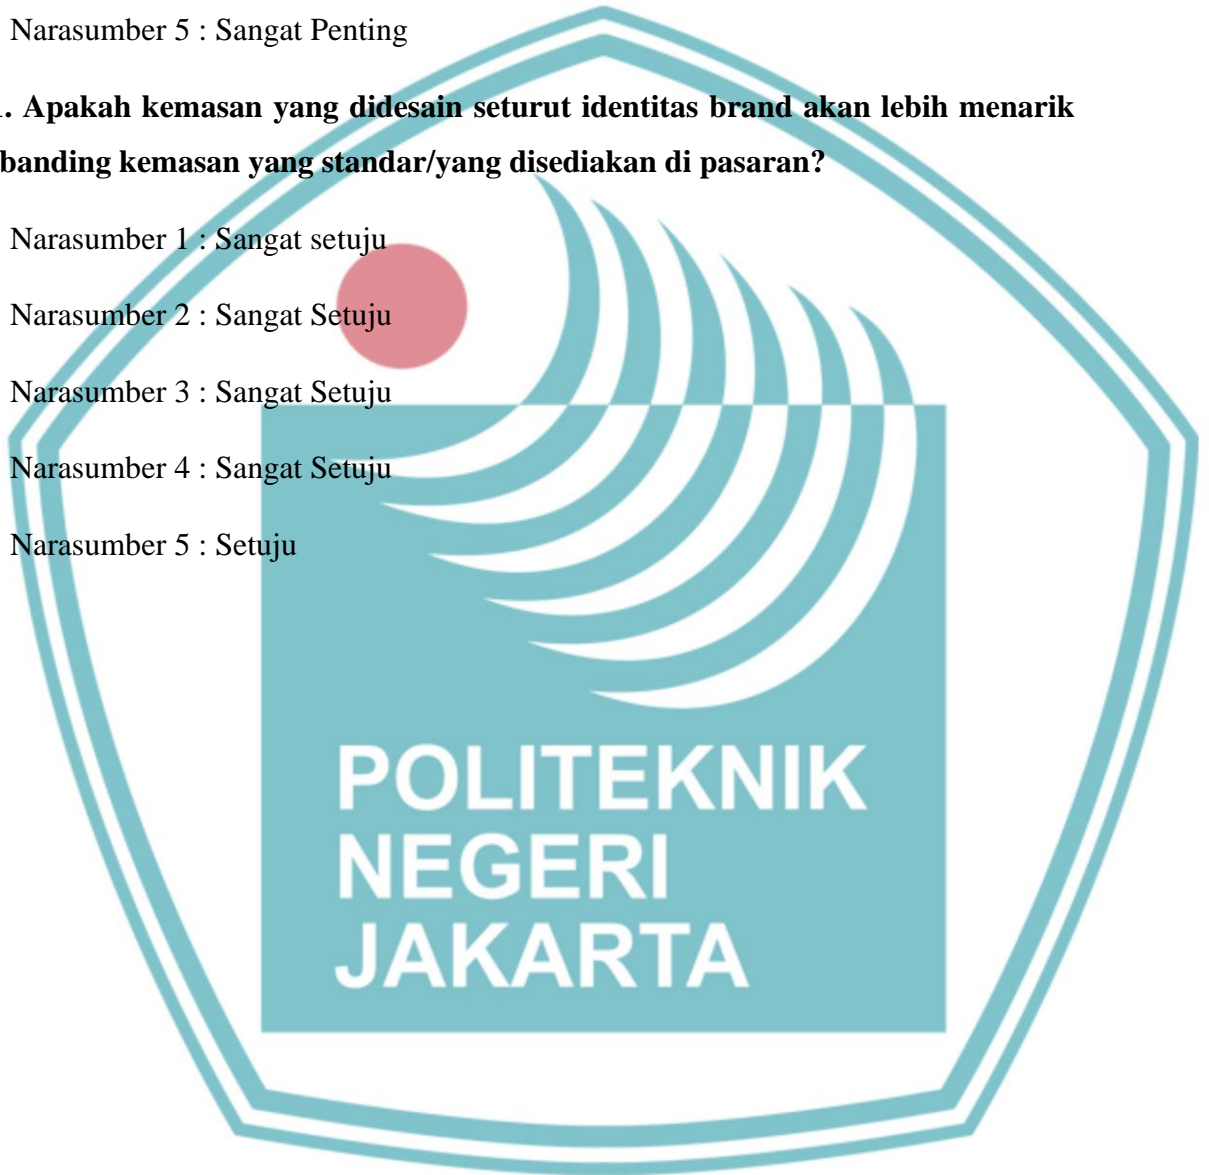 Narasumber 5 : Sangat Penting
. Apakah kemasan yang didesain seturut identitas brand akan lebih menarik
banding kemasan yang standar/yang disediakan di pasaran?
Narasumber 1 : Sangat setuju
Narasumber 2 : Sangat Setuju
Narasumber 3 : Sangat Setuju
Narasumber 4 : Sangat Setuju
Narasumber 5 : Setuju
POLITEKNIK
NEGERI
JAKARTA